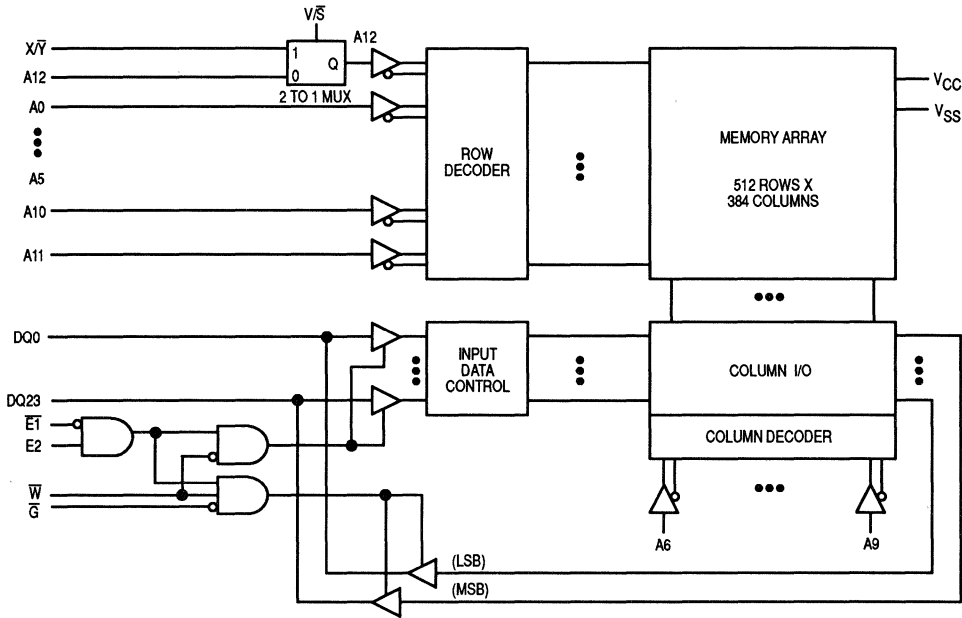 V/S̅
X/Y̅
A12
1
0
Q
A12
2 TO 1 MUX
A0
A5
A10
A11
ROW
DECODER
MEMORY ARRAY
512 ROWS X
384 COLUMNS
VCC
VSS
DQ0
DQ23
INPUT
DATA
CONTROL
COLUMN I/O
COLUMN DECODER
E̅1̅
E2
W̅
G̅
A6
A9
(LSB)
(MSB)